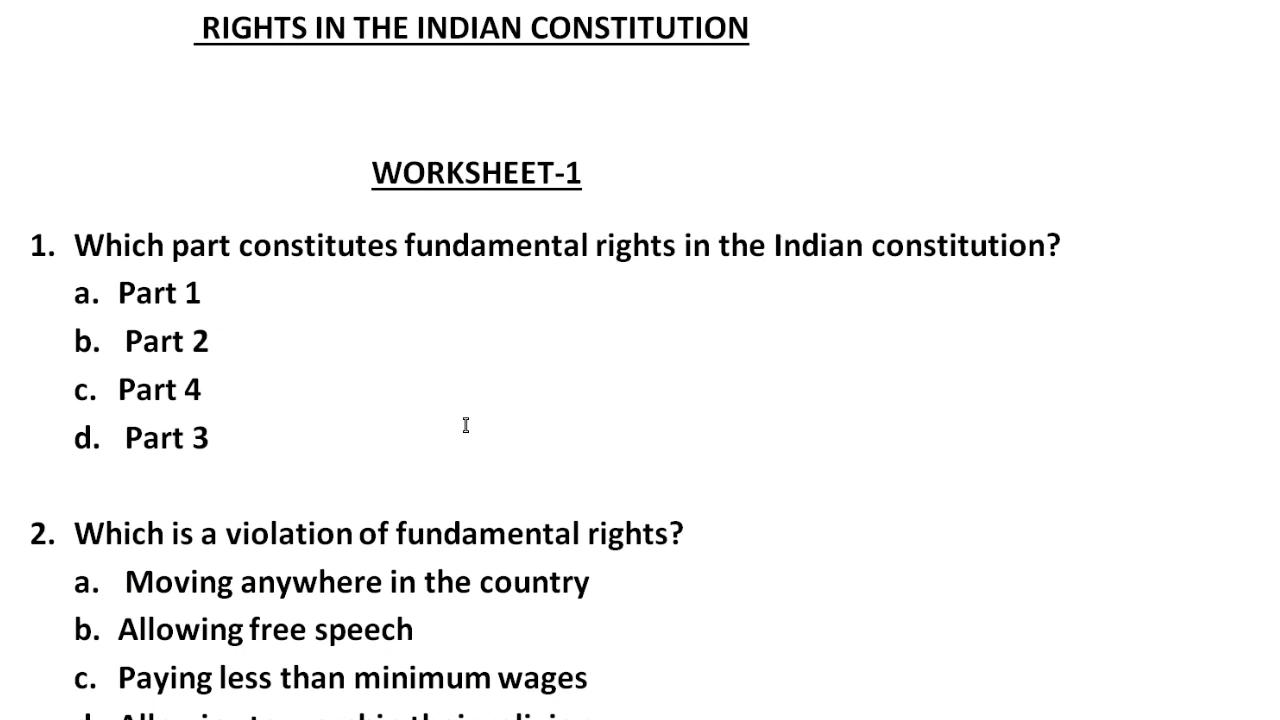 RIGHTS IN THE INDIAN CONSTITUTION
WORKSHEET-1
1. Which part constitutes fundamental rights in the Indian constitution?
a. Part 1
b. Part 2
c. Part 4
d. Part 3
2. Which is a violation of fundamental rights?
a. Moving anywhere in the country
b. Allowing free speech
c. Paying less than minimum wages